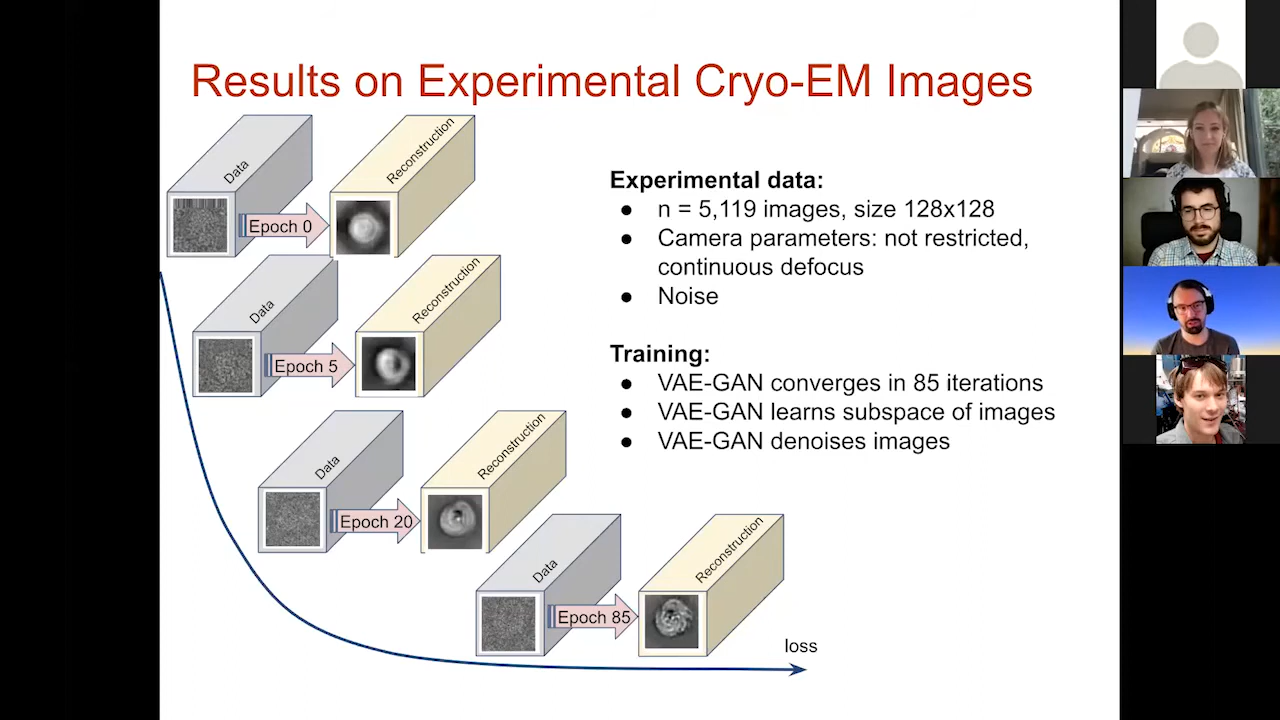 Results on Experimental Cryo-EM Images
Data
Epoch 0
Reconstruction
Data
Epoch 5
Reconstruction
Data
Epoch 20
Reconstruction
Data
Epoch 85
Reconstruction
loss
Experimental data:
● n = 5,119 images, size 128x128
● Camera parameters: not restricted,
continuous defocus
● Noise
Training:
● VAE-GAN converges in 85 iterations
● VAE-GAN learns subspace of images
● VAE-GAN denoises images